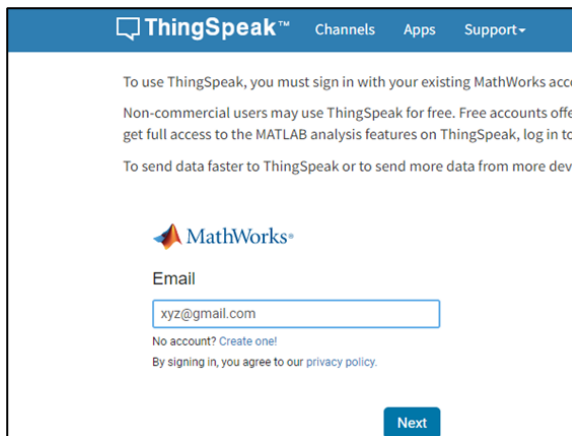 ThingSpeak™ Channels Apps Support
To use ThingSpeak, you must sign in with your existing MathWorks acc
Non-commercial users may use ThingSpeak for free. Free accounts offe
get full access to the MATLAB analysis features on ThingSpeak, log in to
To send data faster to ThingSpeak or to send more data from more dev
MathWorks®
Email
xyz@gmail.com
No account? Create one!
By signing in, you agree to our privacy policy.
Next